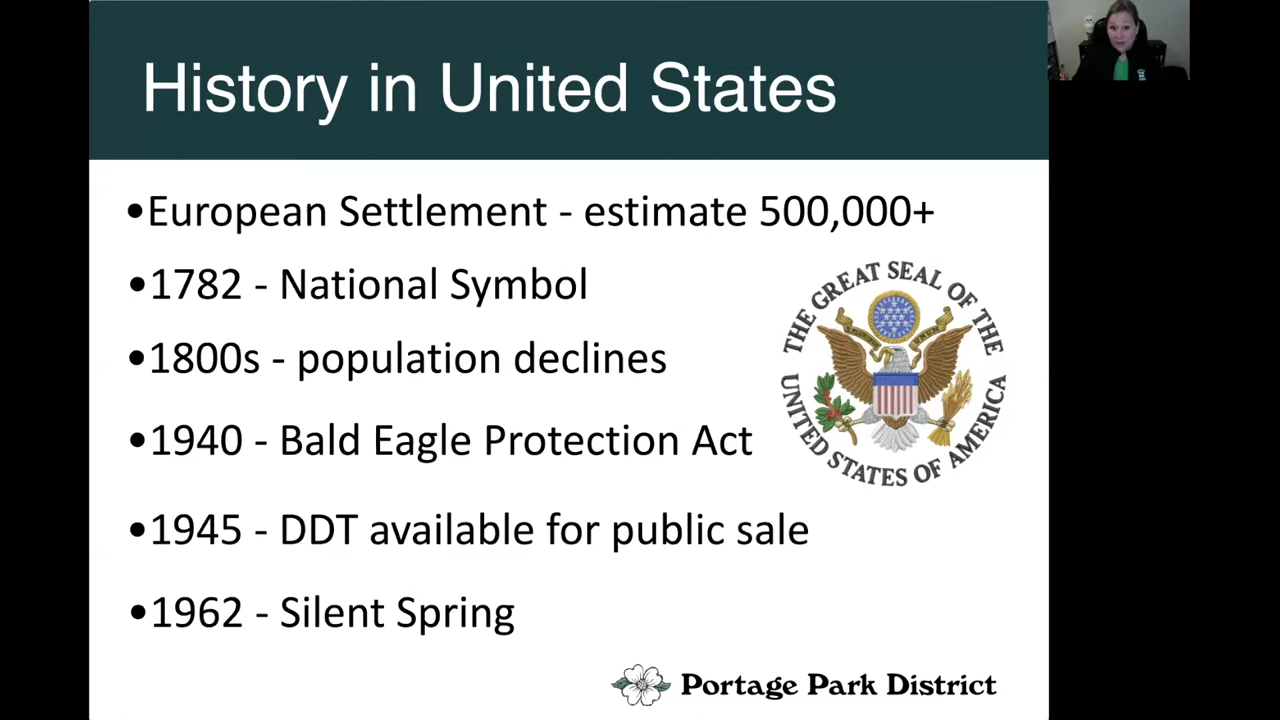 History in United States
•European Settlement - estimate 500,000+
•1782 - National Symbol
•1800s - population declines
•1940 - Bald Eagle Protection Act
•1945 - DDT available for public sale
•1962 - Silent Spring
THE GREAT SEAL OF THE
UNITED STATES OF AMERICA
Portage Park District